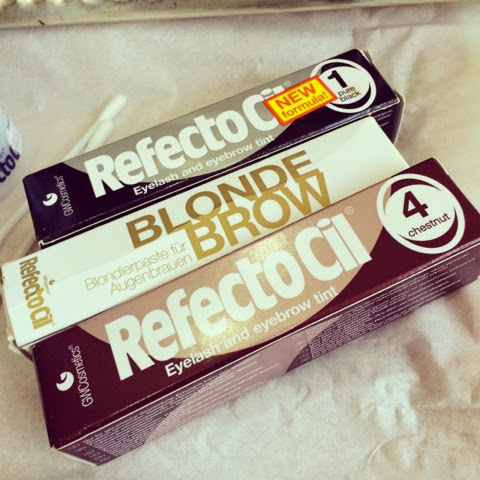 RefectoCil®
Eyelash and eyebrow tint
GWCosmetics®
NEW
formula!
1
pure
black
BLONDE
BROW
Blondierpaste für
Augenbrauen
RefectoCil
RefectoCil®
Eyelash and eyebrow tint
GWCosmetics®
4
chestnut